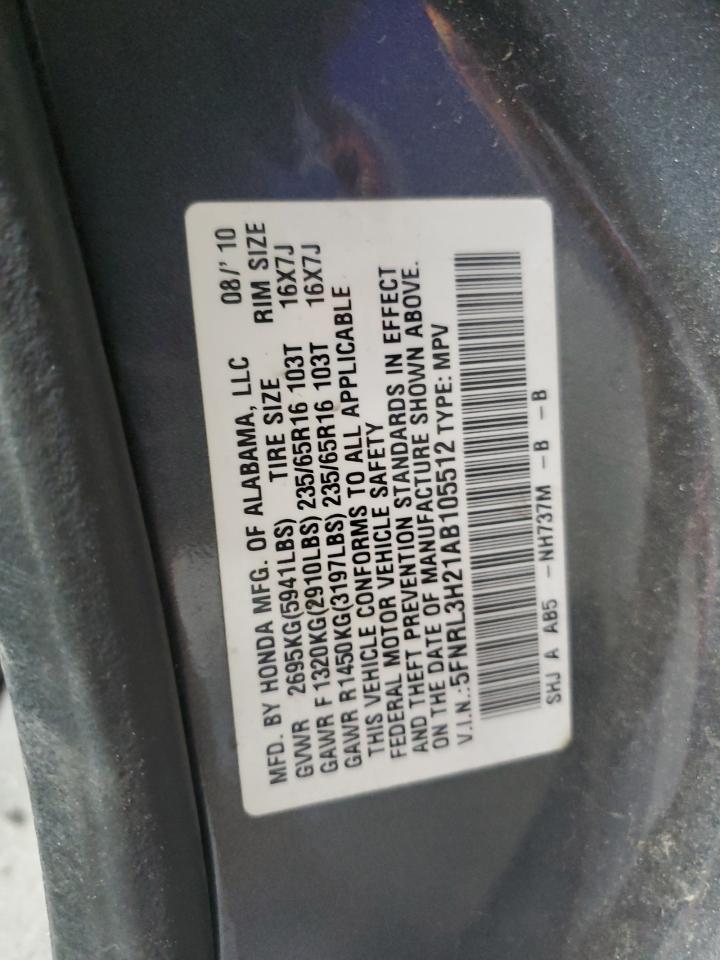 MFD. BY HONDA MFG. OF ALABAMA, LLC 08/' 10
GVWR 2695KG(5941LBS) TIRE SIZE RIM SIZE
GAWR F 1320KG(2910LBS) 235/65R16 103T 16X7J
GAWR R1450KG(3197LBS) 235/65R16 103T 16X7J
THIS VEHICLE CONFORMS TO ALL APPLICABLE
FEDERAL MOTOR VEHICLE SAFETY
AND THEFT PREVENTION STANDARDS IN EFFECT
ON THE DATE OF MANUFACTURE SHOWN ABOVE.
V.I.N.:5FNRL3H21AB105512 TYPE: MPV
SHJ A AB5 -NH737M - B - B